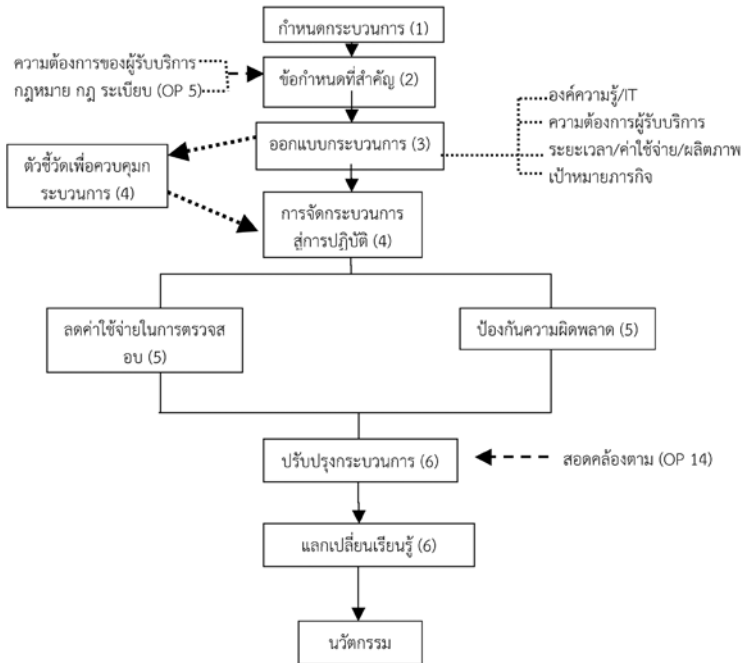 กำหนดกระบวนการ (1)
ความต้องการของผู้รับบริการ
กฎหมาย กฎ ระเบียบ (OP 5)
ข้อกำหนดที่สำคัญ (2)
องค์ความรู้/IT
ความต้องการผู้รับบริการ
ระยะเวลา/ค่าใช้จ่าย/ผลิตภาพ
เป้าหมายภารกิจ
ออกแบบกระบวนการ (3)
ตัวชี้วัดเพื่อควบคุมก
ระบวนการ (4)
การจัดกระบวนการ
สู่การปฏิบัติ (4)
ลดค่าใช้จ่ายในการตรวจส
อบ (5)
ป้องกันความผิดพลาด (5)
ปรับปรุงกระบวนการ (6)
สอดคล้องตาม (OP 14)
แลกเปลี่ยนเรียนรู้ (6)
นวัตกรรม